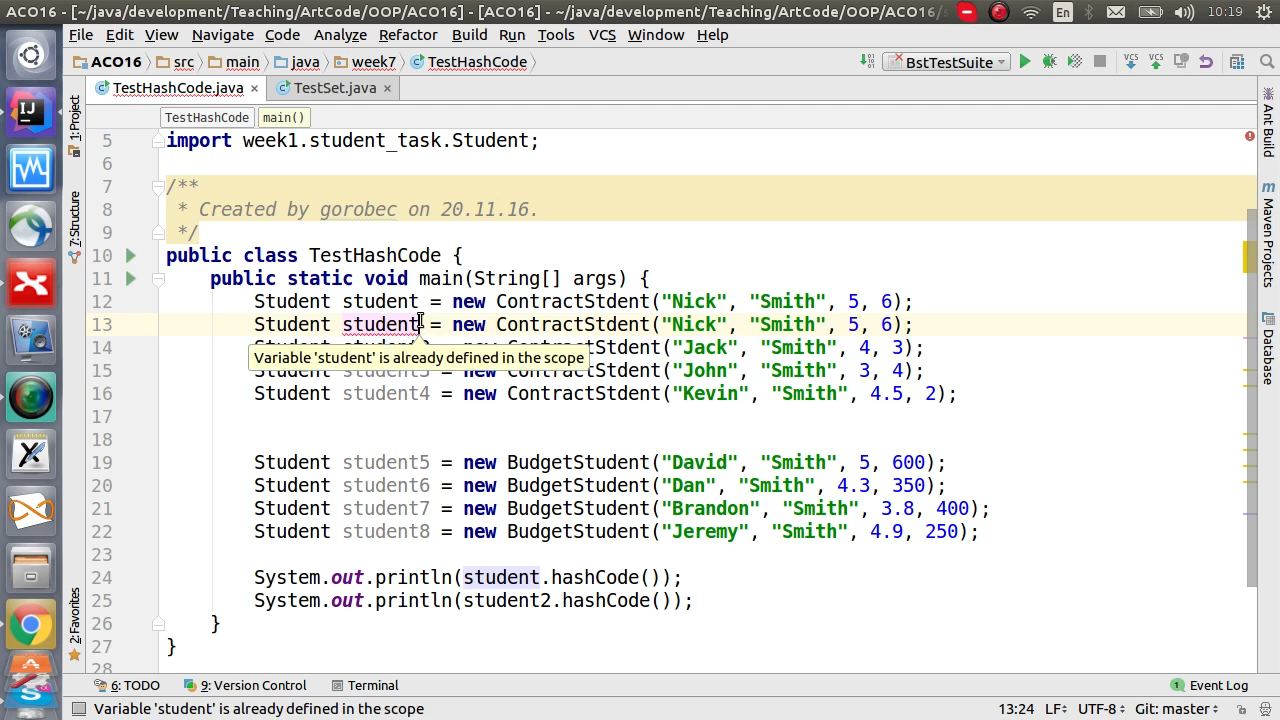 ACO16 - [~/java/development/Teaching/ArtCode/OOP/ACO16] - [ACO16] - ~/java/development/Teaching/ArtCode/OOP/ACO16/
En
10:19
File Edit View Navigate Code Analyze Refactor Build Run Tools VCS Window Help
ACO16 src main java week7 TestHashCode
BstTestSuite
VCS VCS
TestHashCode.java × TestSet.java ×
TestHashCode main()
1: Project
7: Structure
2: Favorites
Ant Build
Maven Projects
Database
5 import week1.student_task.Student;
6
7 /**
8 * Created by gorobec on 20.11.16.
9 */
10 public class TestHashCode {
11 public static void main(String[] args) {
12 Student student = new ContractStdent("Nick", "Smith", 5, 6);
13 Student student = new ContractStdent("Nick", "Smith", 5, 6);
Variable 'student' is already defined in the scope
14 ContractStdent("Jack", "Smith", 4, 3);
15 Student student3 = new ContractStdent("John", "Smith", 3, 4);
16 Student student4 = new ContractStdent("Kevin", "Smith", 4.5, 2);
17
18
19 Student student5 = new BudgetStudent("David", "Smith", 5, 600);
20 Student student6 = new BudgetStudent("Dan", "Smith", 4.3, 350);
21 Student student7 = new BudgetStudent("Brandon", "Smith", 3.8, 400);
22 Student student8 = new BudgetStudent("Jeremy", "Smith", 4.9, 250);
23
24 System.out.println(student.hashCode());
25 System.out.println(student2.hashCode());
26 }
27 }
28
6: TODO 9: Version Control Terminal 1 Event Log
Variable 'student' is already defined in the scope 13:24 LF UTF-8 Git: master